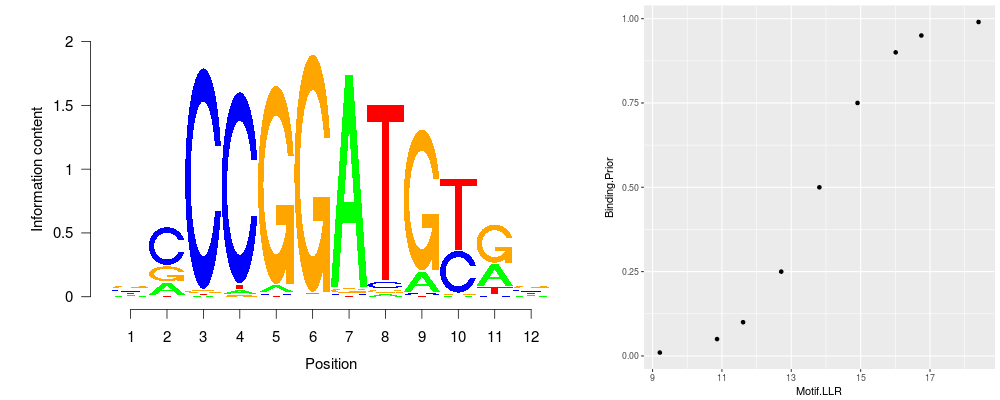 2
1.5
1
0.5
0
Information content
1 2 3 4 5 6 7 8 9 10 11 12
Position
C
G
A
C
C
G
G
A
T
G
A
T
C
G
A
1.00
0.75
0.50
0.25
0.00
Binding.Prior
9 11 13 15 17
Motif.LLR